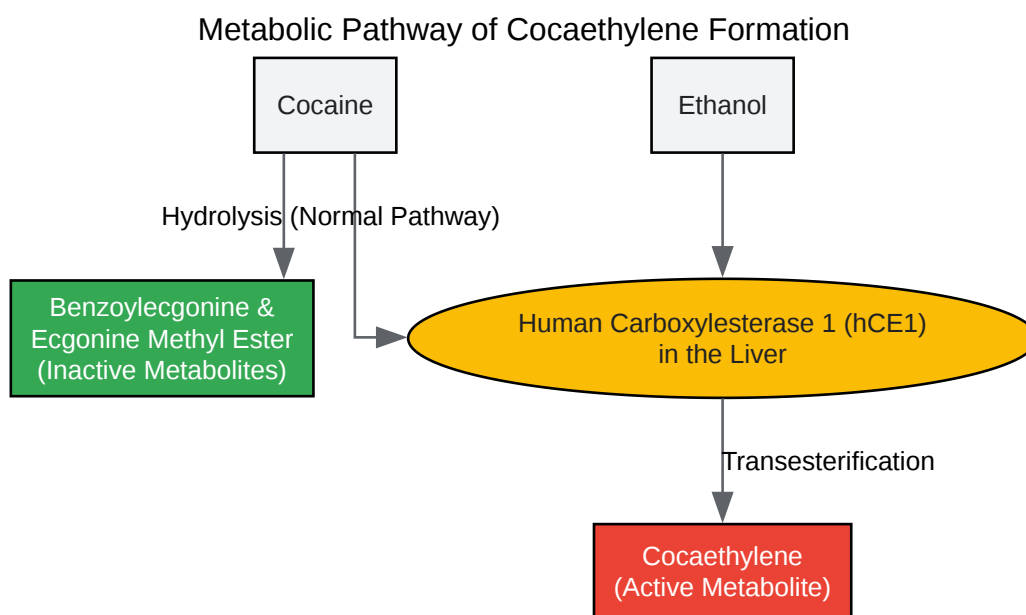 Metabolic Pathway of Cocaethylene Formation
Cocaine
Ethanol
Hydrolysis (Normal Pathway)
Benzoylecgonine &
Ecgonine Methyl Ester
(Inactive Metabolites)
Human Carboxylesterase 1 (hCE1)
in the Liver
Transesterification
Cocaethylene
(Active Metabolite)